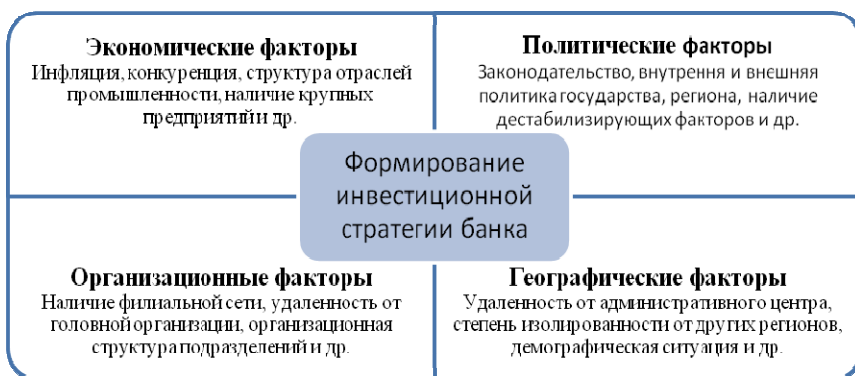 Экономические факторы
Инфляция, конкуренция, структура отраслей
промышленности, наличие крупных
предприятий и др.
Политические факторы
Законодательство, внутрення и внешняя
политика государства, региона, наличие
дестабилизирующих факторов и др.
Формирование
инвестиционной
стратегии банка
Организационные факторы
Наличие филиальной сети, удаленность от
головной организации, организационная
структура подразделений и др.
Географические факторы
Удаленность от административного центра,
степень изолированности от других регионов,
демографическая ситуация и др.